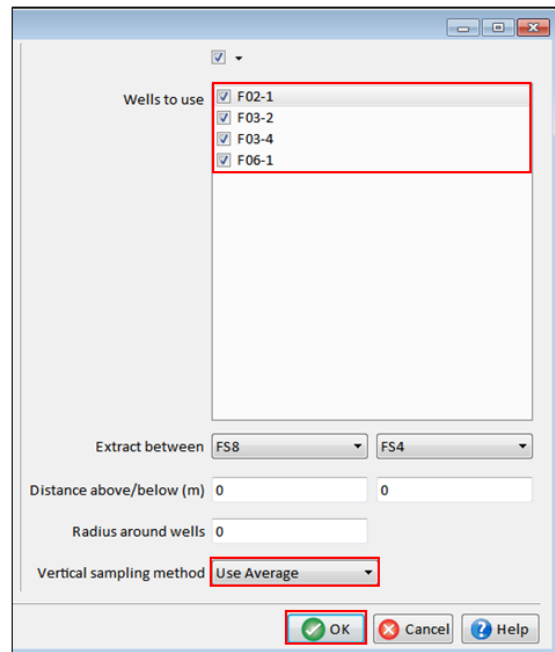 Wells to use
F02-1
F03-2
F03-4
F06-1
Extract between FS8 FS4
Distance above/below (m) 0 0
Radius around wells 0
Vertical sampling method Use Average
OK Cancel Help